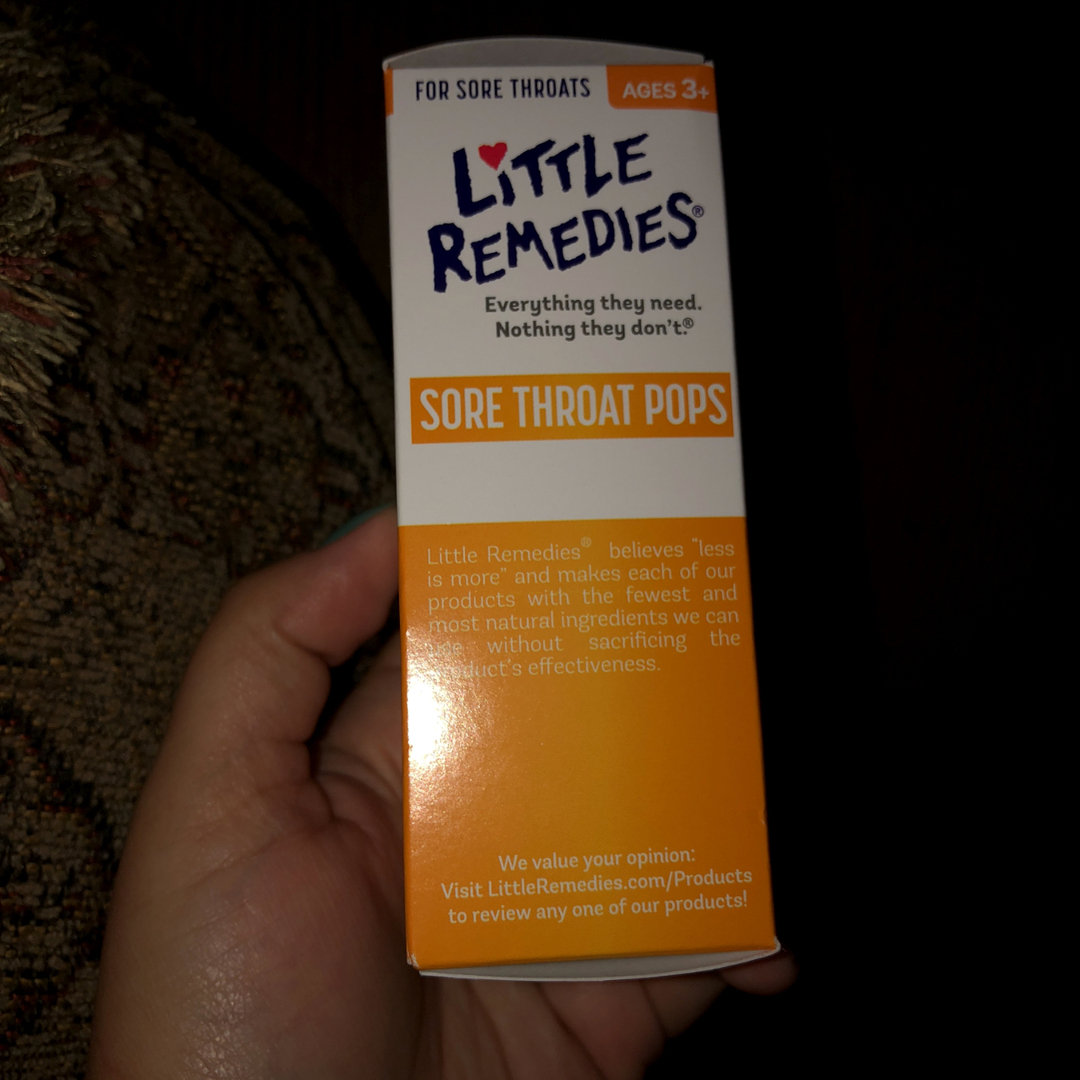 FOR SORE THROATS
AGES 3+
LiTTLE
REMEDIES®
Everything they need.
Nothing they don't.®
SORE THROAT POPS
Little Remedies® believes "less
is more" and makes each of our
products with the fewest and
most natural ingredients we can
without sacrificing the
effectiveness.
We value your opinion:
Visit LittleRemedies.com/Products
to review any one of our products!